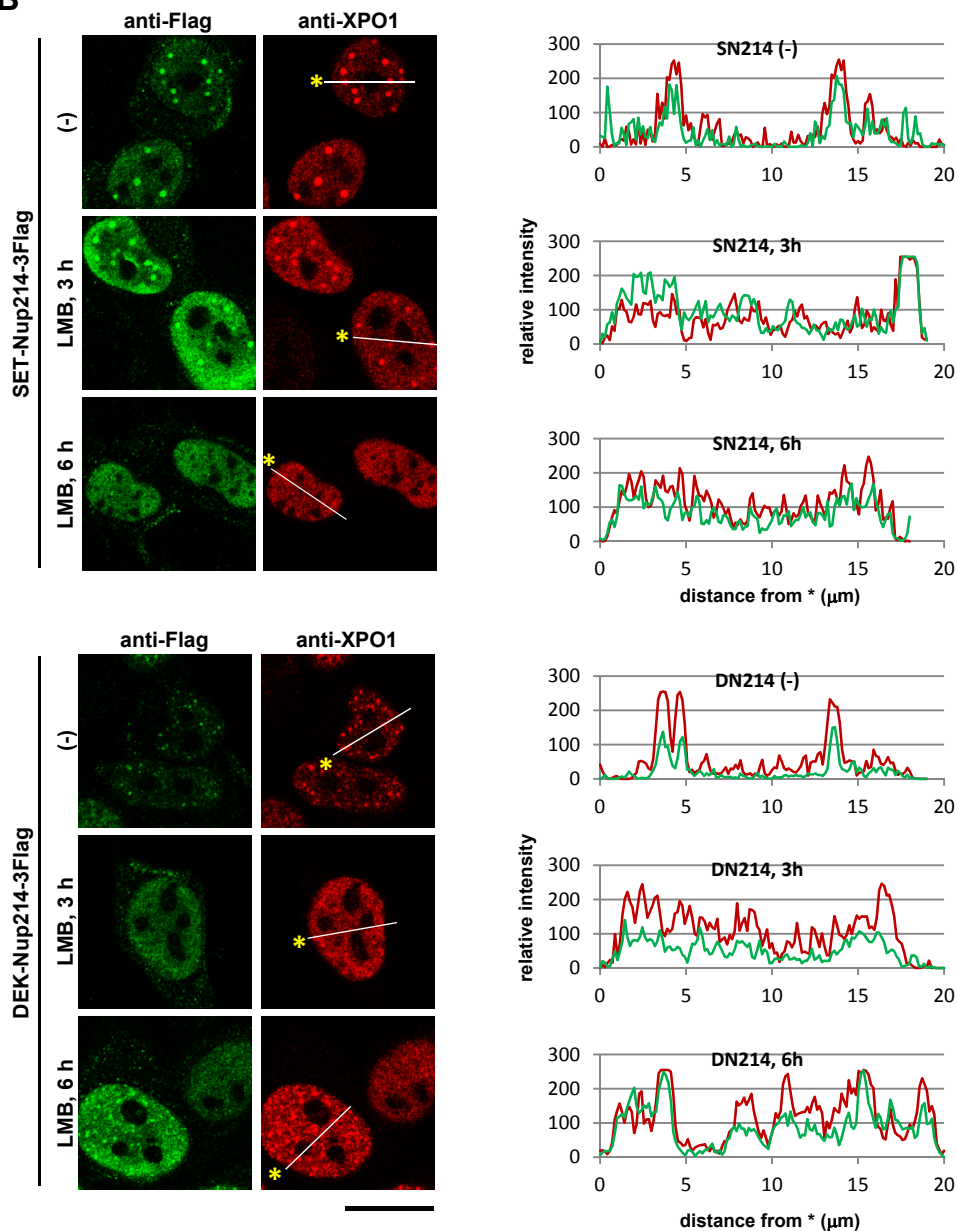 B
anti-Flag
anti-XPO1
SET-Nup214-3Flag
(-)
*
LMB, 3 h
*
LMB, 6 h
*
relative intensity
SN214 (-)
300
200
100
0
0 5 10 15 20
SN214, 3h
300
200
100
0
0 5 10 15 20
SN214, 6h
300
200
100
0
0 5 10 15 20
distance from * (μm)
anti-Flag
anti-XPO1
DEK-Nup214-3Flag
(-)
*
LMB, 3 h
*
LMB, 6 h
*
relative intensity
DN214 (-)
300
200
100
0
0 5 10 15 20
DN214, 3h
300
200
100
0
0 5 10 15 20
DN214, 6h
300
200
100
0
0 5 10 15 20
distance from * (μm)